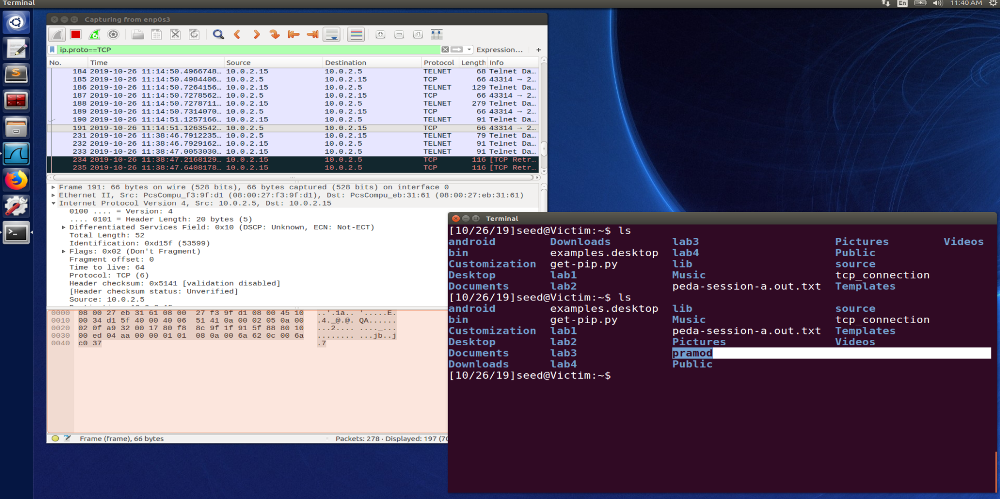 Terminal
En
11:40 AM
Capturing from enp0s3
ip.proto==TCP
Expression…
+
No. Time Source Destination Protocol Length Info
184 2019-10-26 11:14:50.4966748… 10.0.2.15 10.0.2.5 TELNET 68 Telnet Da…
185 2019-10-26 11:14:50.4984406… 10.0.2.5 10.0.2.15 TCP 66 43314 → 2…
186 2019-10-26 11:14:50.7264156… 10.0.2.15 10.0.2.5 TELNET 129 Telnet Da…
187 2019-10-26 11:14:50.7278562… 10.0.2.5 10.0.2.15 TCP 66 43314 → 2…
188 2019-10-26 11:14:50.7278711… 10.0.2.15 10.0.2.5 TELNET 279 Telnet Da…
189 2019-10-26 11:14:50.7314070… 10.0.2.5 10.0.2.15 TCP 66 43314 → 2…
190 2019-10-26 11:14:51.1257166… 10.0.2.15 10.0.2.5 TELNET 91 Telnet Da…
191 2019-10-26 11:14:51.1263542… 10.0.2.5 10.0.2.15 TCP 66 43314 → 2…
231 2019-10-26 11:38:46.7912235… 10.0.2.5 10.0.2.15 TELNET 79 Telnet Da…
232 2019-10-26 11:38:46.7929162… 10.0.2.15 10.0.2.5 TELNET 91 Telnet Da…
233 2019-10-26 11:38:47.0053030… 10.0.2.15 10.0.2.5 TELNET 91 Telnet Da…
234 2019-10-26 11:38:47.2168129… 10.0.2.15 10.0.2.5 TCP 116 [TCP Retr…
235 2019-10-26 11:38:47.6408178… 10.0.2.15 10.0.2.5 TCP 116 [TCP Retr…
Frame 191: 66 bytes on wire (528 bits), 66 bytes captured (528 bits) on interface 0
Ethernet II, Src: PcsCompu_f3:9f:d1 (08:00:27:f3:9f:d1), Dst: PcsCompu_eb:31:61 (08:00:27:eb:31:61)
Internet Protocol Version 4, Src: 10.0.2.5, Dst: 10.0.2.15
0100 .... = Version: 4
.... 0101 = Header Length: 20 bytes (5)
Differentiated Services Field: 0x10 (DSCP: Unknown, ECN: Not-ECT)
Total Length: 52
Identification: 0xd15f (53599)
Flags: 0x02 (Don't Fragment)
Fragment offset: 0
Time to live: 64
Protocol: TCP (6)
Header checksum: 0x5141 [validation disabled]
[Header checksum status: Unverified]
Source: 10.0.2.5
0000 08 00 27 eb 31 61 08 00 27 f3 9f d1 08 00 45 10 ..'.1a.. '.....E.
0010 00 34 d1 5f 40 00 40 06 51 41 0a 00 02 05 0a 00 .4._@.@. QA......
0020 02 0f a9 32 00 17 80 f8 8c 9f 1f 91 5f 88 80 10 ...2.... ...._...
0030 00 ed 04 aa 00 00 01 01 08 0a 00 6a 62 0c 00 6a ........ ...jb..j
0040 c0 37 .7
Frame (frame), 66 bytes
Packets: 278 · Displayed: 197 (70
Terminal
[10/26/19]seed@Victim:~$ ls
android Downloads lab3 Pictures Videos
bin examples.desktop lab4 Public
Customization get-pip.py lib source
Desktop lab1 Music tcp_connection
Documents lab2 peda-session-a.out.txt Templates
[10/26/19]seed@Victim:~$ ls
android examples.desktop lib source
bin get-pip.py Music tcp_connection
Customization lab1 peda-session-a.out.txt Templates
Desktop lab2 Pictures Videos
Documents lab3 pramod
Downloads lab4 Public
[10/26/19]seed@Victim:~$